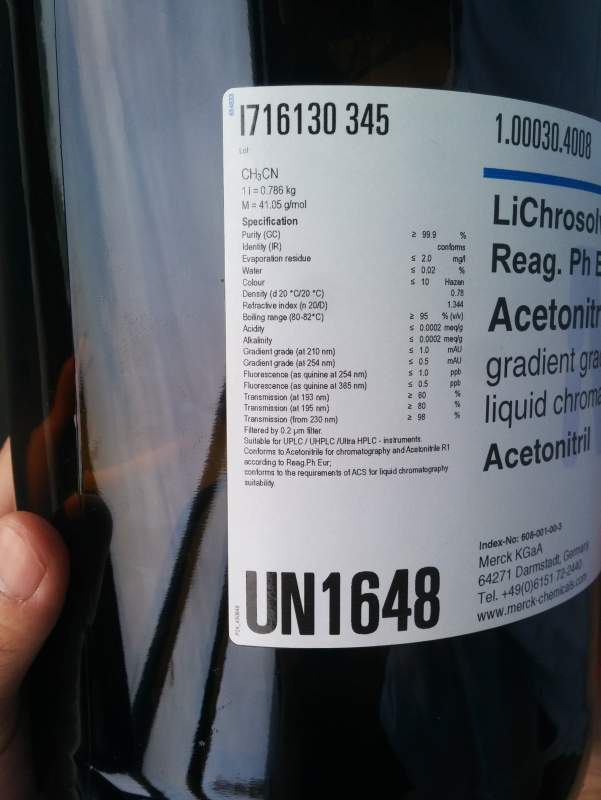 I716130 345
Lot
CH₃CN
1 l = 0.786 kg
M = 41.05 g/mol
Specification
Purity (GC) ≥ 99.9 %
Identity (IR) conforms
Evaporation residue ≤ 2.0 mg/l
Water ≤ 0.02 %
Colour ≤ 10 Hazen
Density (d 20 °C/20 °C) 0.78
Refractive index (n 20/D) 1.344
Boiling range (80-82°C) ≥ 95 % (v/v)
Acidity ≤ 0.0002 meq/g
Alkalinity ≤ 0.0002 meq/g
Gradient grade (at 210 nm) ≤ 1.0 mAU
Gradient grade (at 254 nm) ≤ 0.5 mAU
Fluorescence (as quinine at 254 nm) ≤ 1.0 ppb
Fluorescence (as quinine at 365 nm) ≤ 0.5 ppb
Transmission (at 193 nm) ≥ 60 %
Transmission (at 195 nm) ≥ 80 %
Transmission (from 230 nm) ≥ 98 %
Filtered by 0.2 µm filter.
Suitable for UPLC / UHPLC /Ultra HPLC - instruments.
Conforms to Acetonitrile for chromatography and Acetonitrile R1
according to Reag.Ph Eur;
conforms to the requirements of ACS for liquid chromatography
suitability.
UN1648
1.00030.4008
LiChrosolv
Reag. Ph E
Acetonitr
gradient gra
liquid chroma
Acetonitril
Index-No: 608-001-00-3
Merck KGaA
64271 Darmstadt, Germany
Tel. +49(0)6151 72-2440
www.merck-chemicals.com